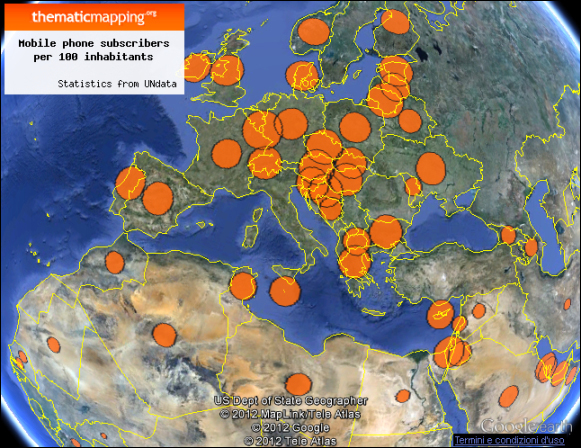 thematicmapping.org
Mobile phone subscribers
per 100 inhabitants
Statistics from UNdata
US Dept of State Geographer
© 2012 MapLink/Tele Atlas
© 2012 Google
© 2012 Tele Atlas
Google earth
Termini e condizioni d'uso